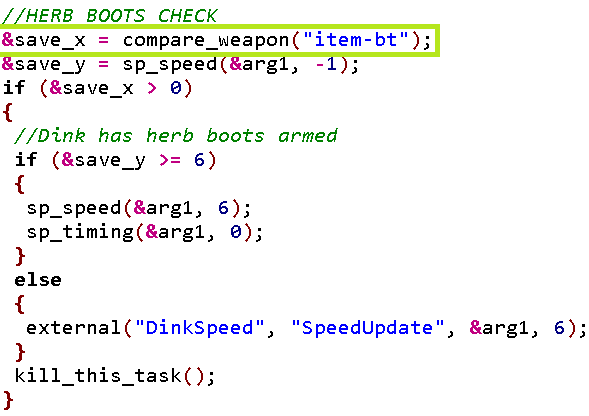 //HERB BOOTS CHECK
&save_x = compare_weapon("item-bt");
&save_y = sp_speed(&arg1, -1);
if (&save_x > 0)
{
//Dink has herb boots armed
if (&save_y >= 6)
{
sp_speed(&arg1, 6);
sp_timing(&arg1, 0);
}
else
{
external("DinkSpeed", "SpeedUpdate", &arg1, 6);
}
kill_this_task();
}